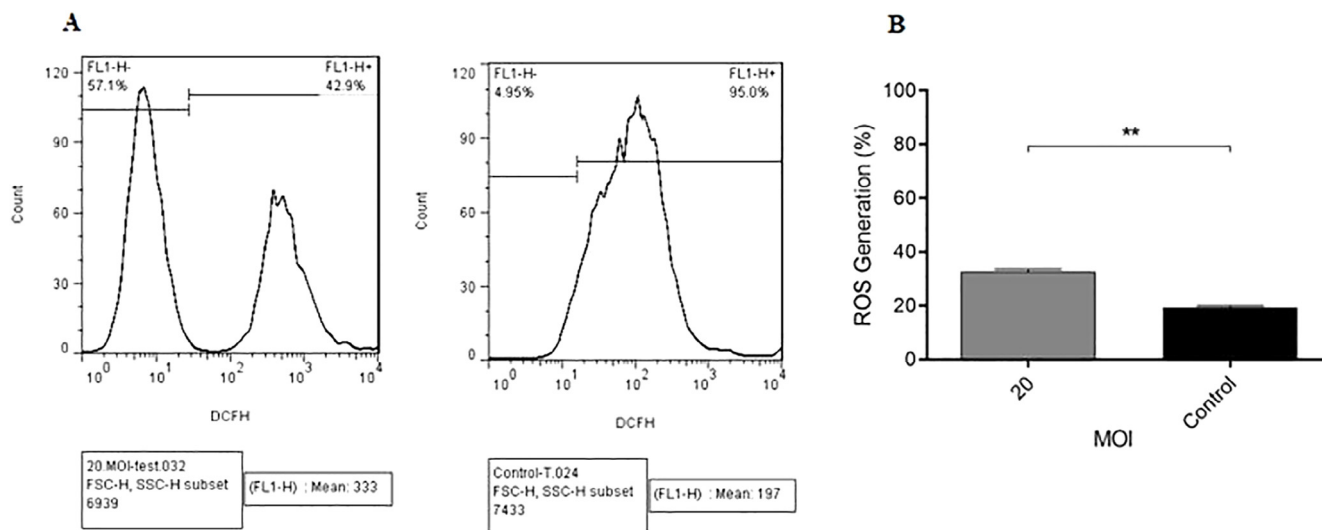 A
FL1-H-
57.1%
FL1-H+
42.9%
120
90
60
30
0
Count
10^0
10^1
10^2
10^3
10^4
DCFH
20.MOI-test.032
FSC-H, SSC-H subset
6939
(FL1-H) : Mean: 333
FL1-H-
4.95%
FL1-H+
95.0%
120
90
60
30
0
Count
10^0
10^1
10^2
10^3
10^4
DCFH
Control-T.024
FSC-H, SSC-H subset
7433
(FL1-H) : Mean: 197
B
100
80
60
40
20
0
ROS Generation (%)
**
20
Control
MOI